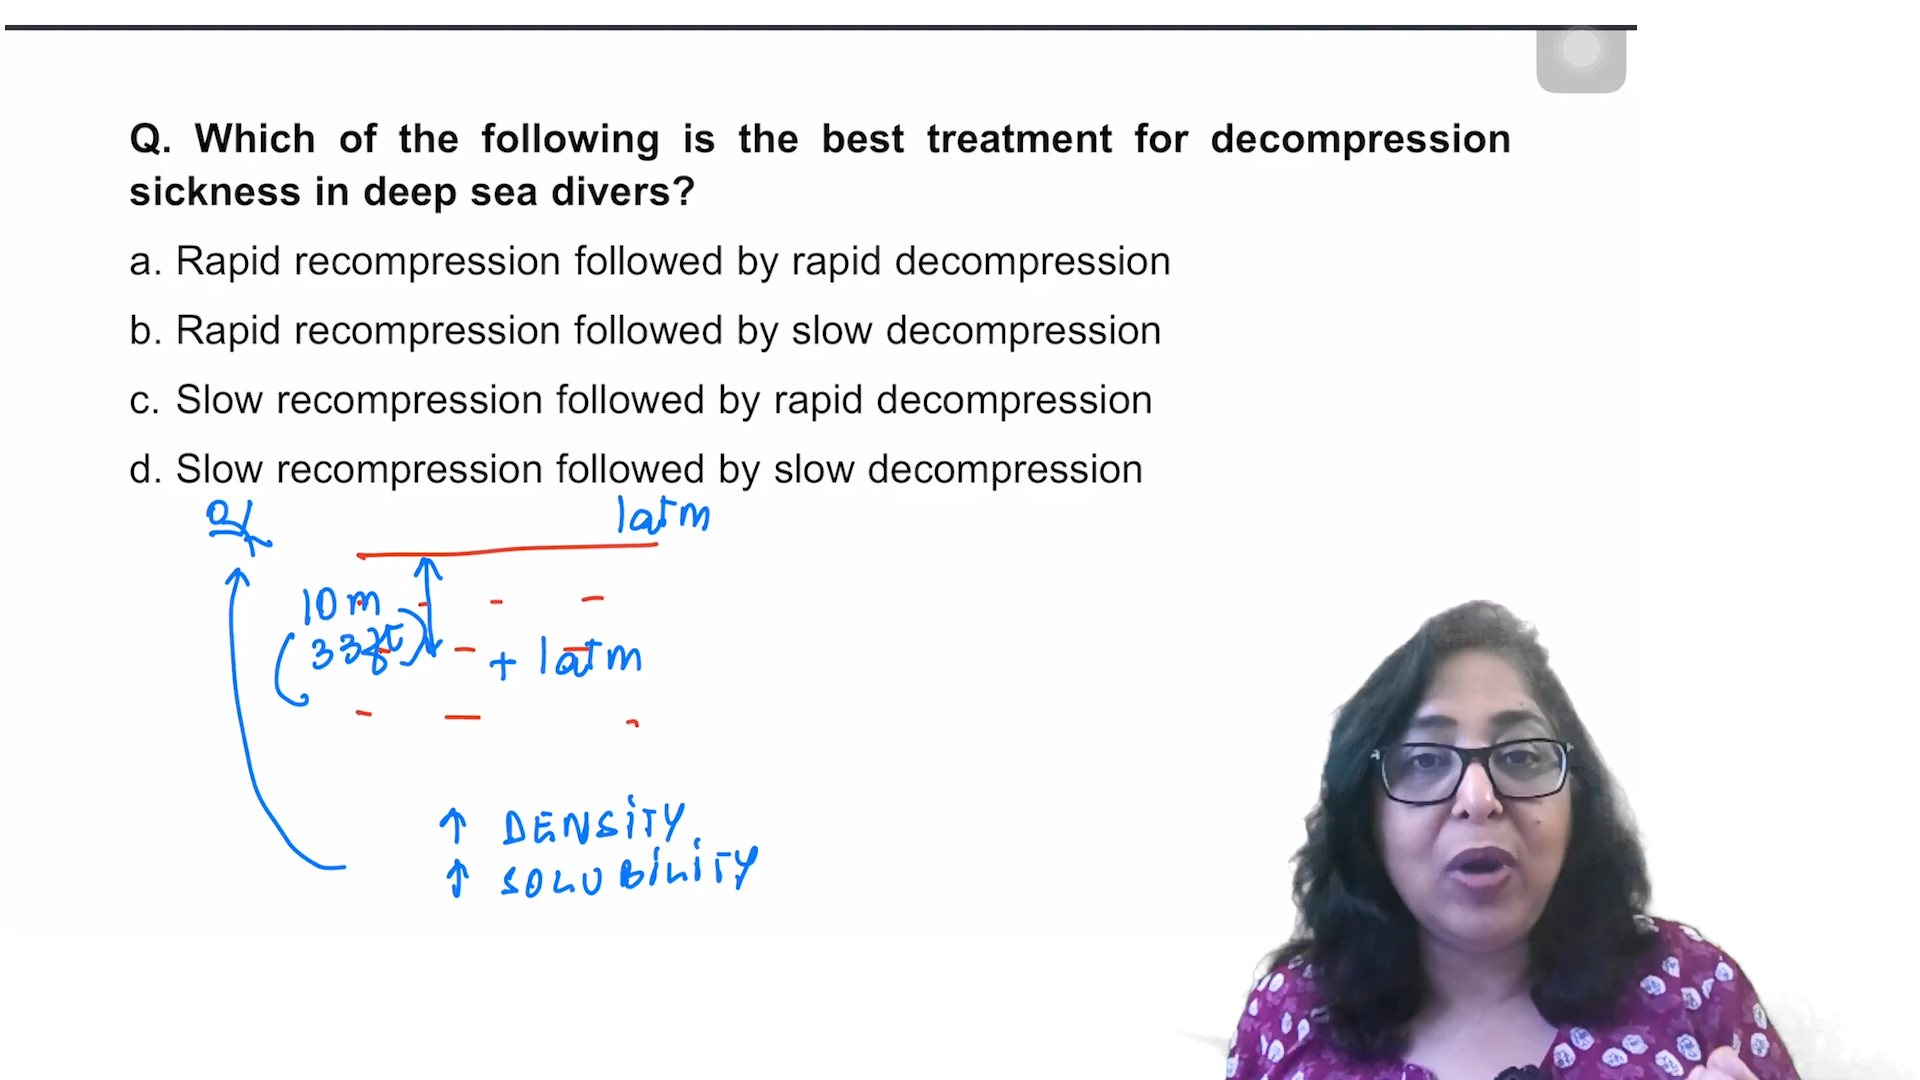 Q. Which of the following is the best treatment for decompression
sickness in deep sea divers?
a. Rapid recompression followed by rapid decompression
b. Rapid recompression followed by slow decompression
c. Slow recompression followed by rapid decompression
d. Slow recompression followed by slow decompression
1atm
10m
(33ft)
+ 1atm
↑ DENSiTY
↑ SOLUBiLiTY